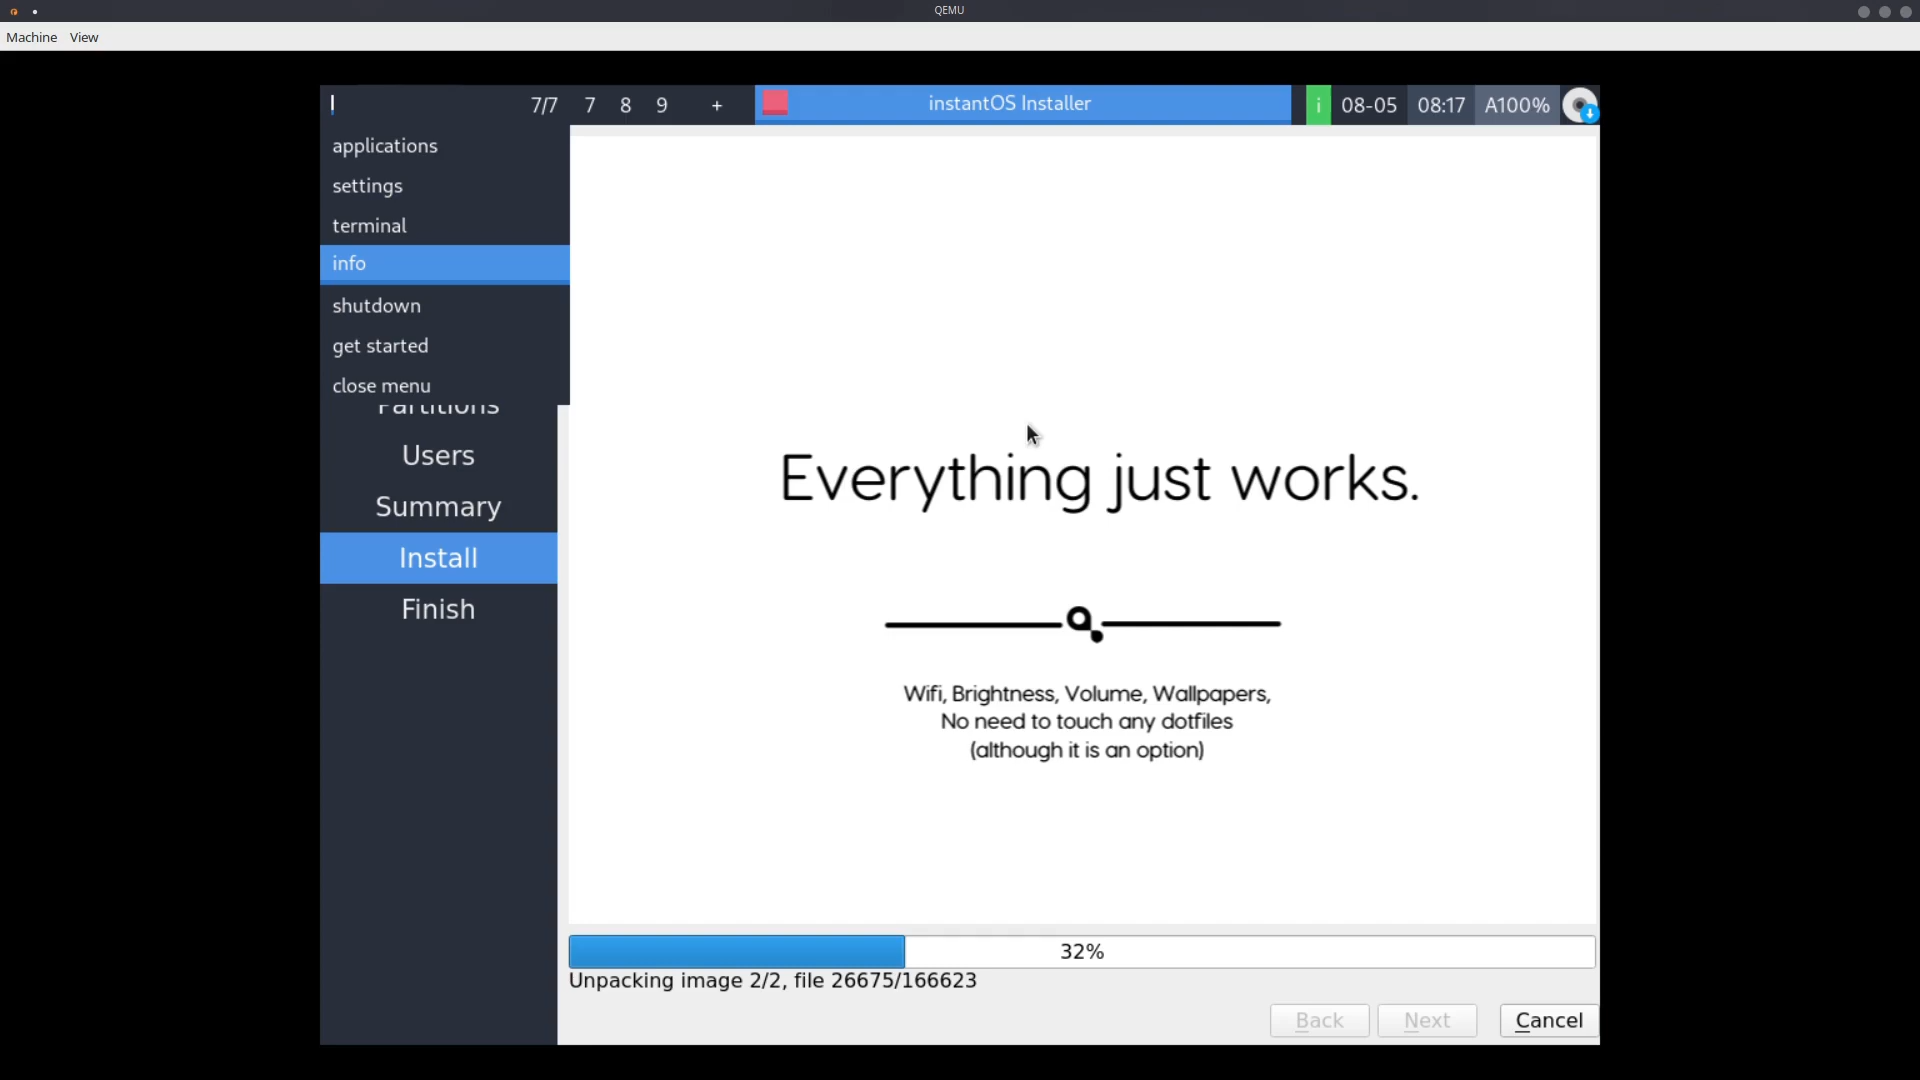 QEMU
Machine View
7/7 7 8 9 + instantOS Installer i 08-05 08:17 A100%
applications
settings
terminal
info
shutdown
get started
close menu
Partitions
Users
Summary
Install
Finish
Everything just works.
Wifi, Brightness, Volume, Wallpapers,
No need to touch any dotfiles
(although it is an option)
32%
Unpacking image 2/2, file 26675/166623
Back Next Cancel